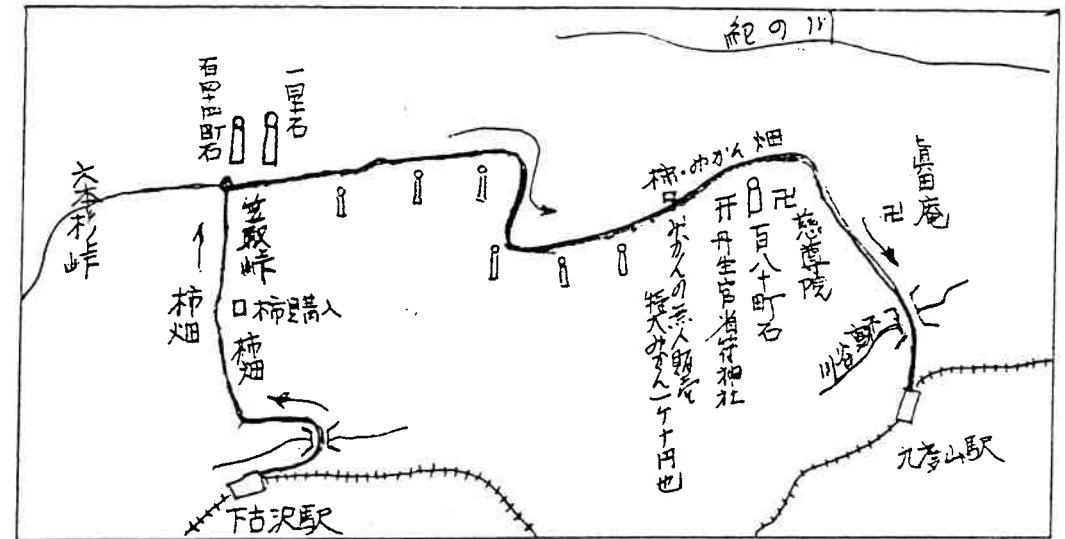 紀の川
一里石
百四十四町石
六本杉峠
笠取峠
柿畑
柿購入
柿畑
下古沢駅
柿・みかん畑
みかんの無人販売
特大みかん一ケ十円也
丹生官省符神社
百八十町石
卍
慈尊院
眞田庵
卍
九度山駅